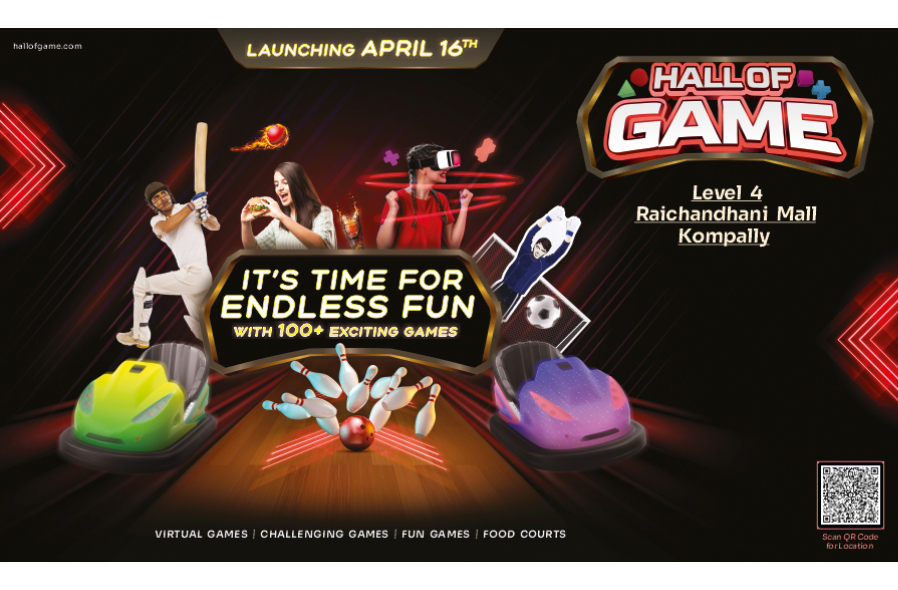 hallofgame.com
LAUNCHING APRIL 16TH
HALL OF
GAME
Level 4
Raichandhani Mall
Kompally
IT'S TIME FOR
ENDLESS FUN
WITH 100+ EXCITING GAMES
VIRTUAL GAMES | CHALLENGING GAMES | FUN GAMES | FOOD COURTS
Scan QR Code
for Location